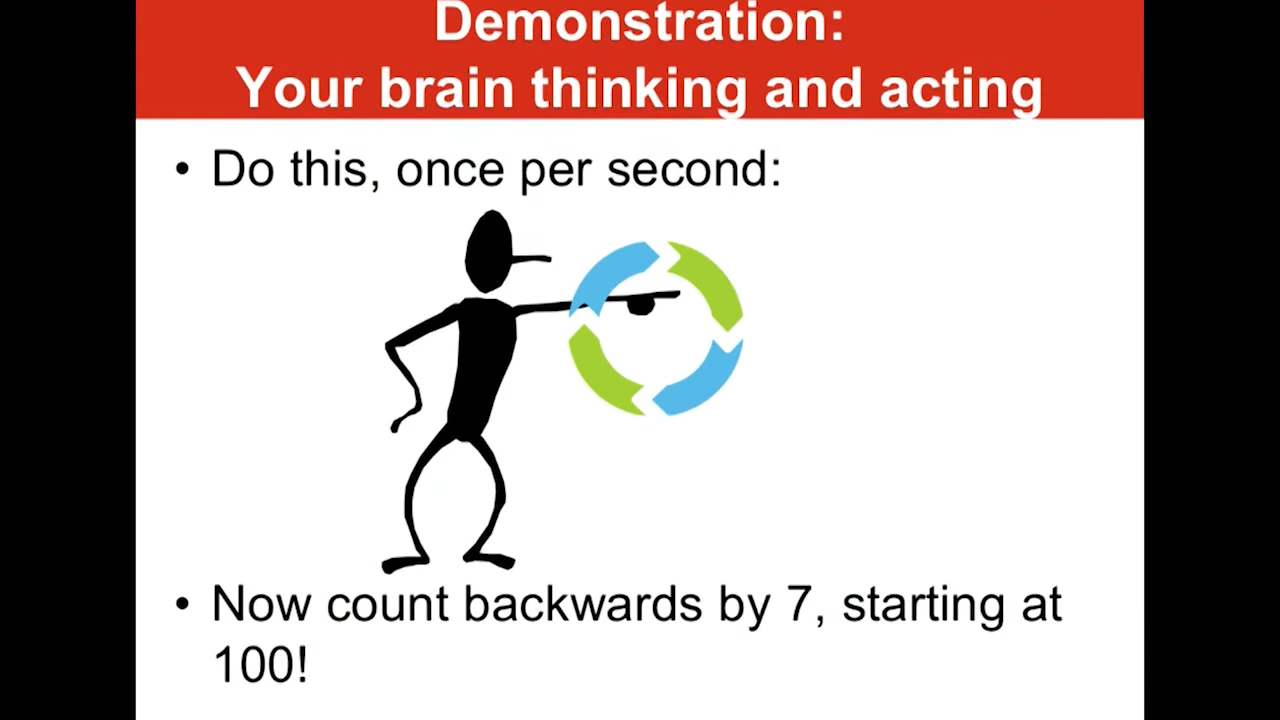 Demonstration:
Your brain thinking and acting
• Do this, once per second:
• Now count backwards by 7, starting at
100!